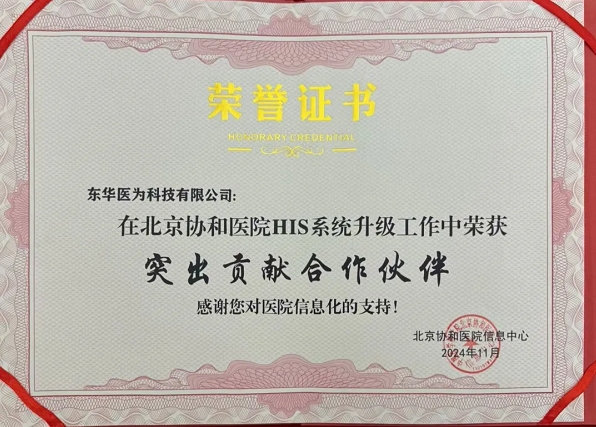 荣誉证书
HONORARY CREDENTIAL
东华医为科技有限公司:
在北京协和医院HIS系统升级工作中荣获
突出贡献合作伙伴
感谢您对医院信息化的支持!
北京协和医院信息中心
2024年11月